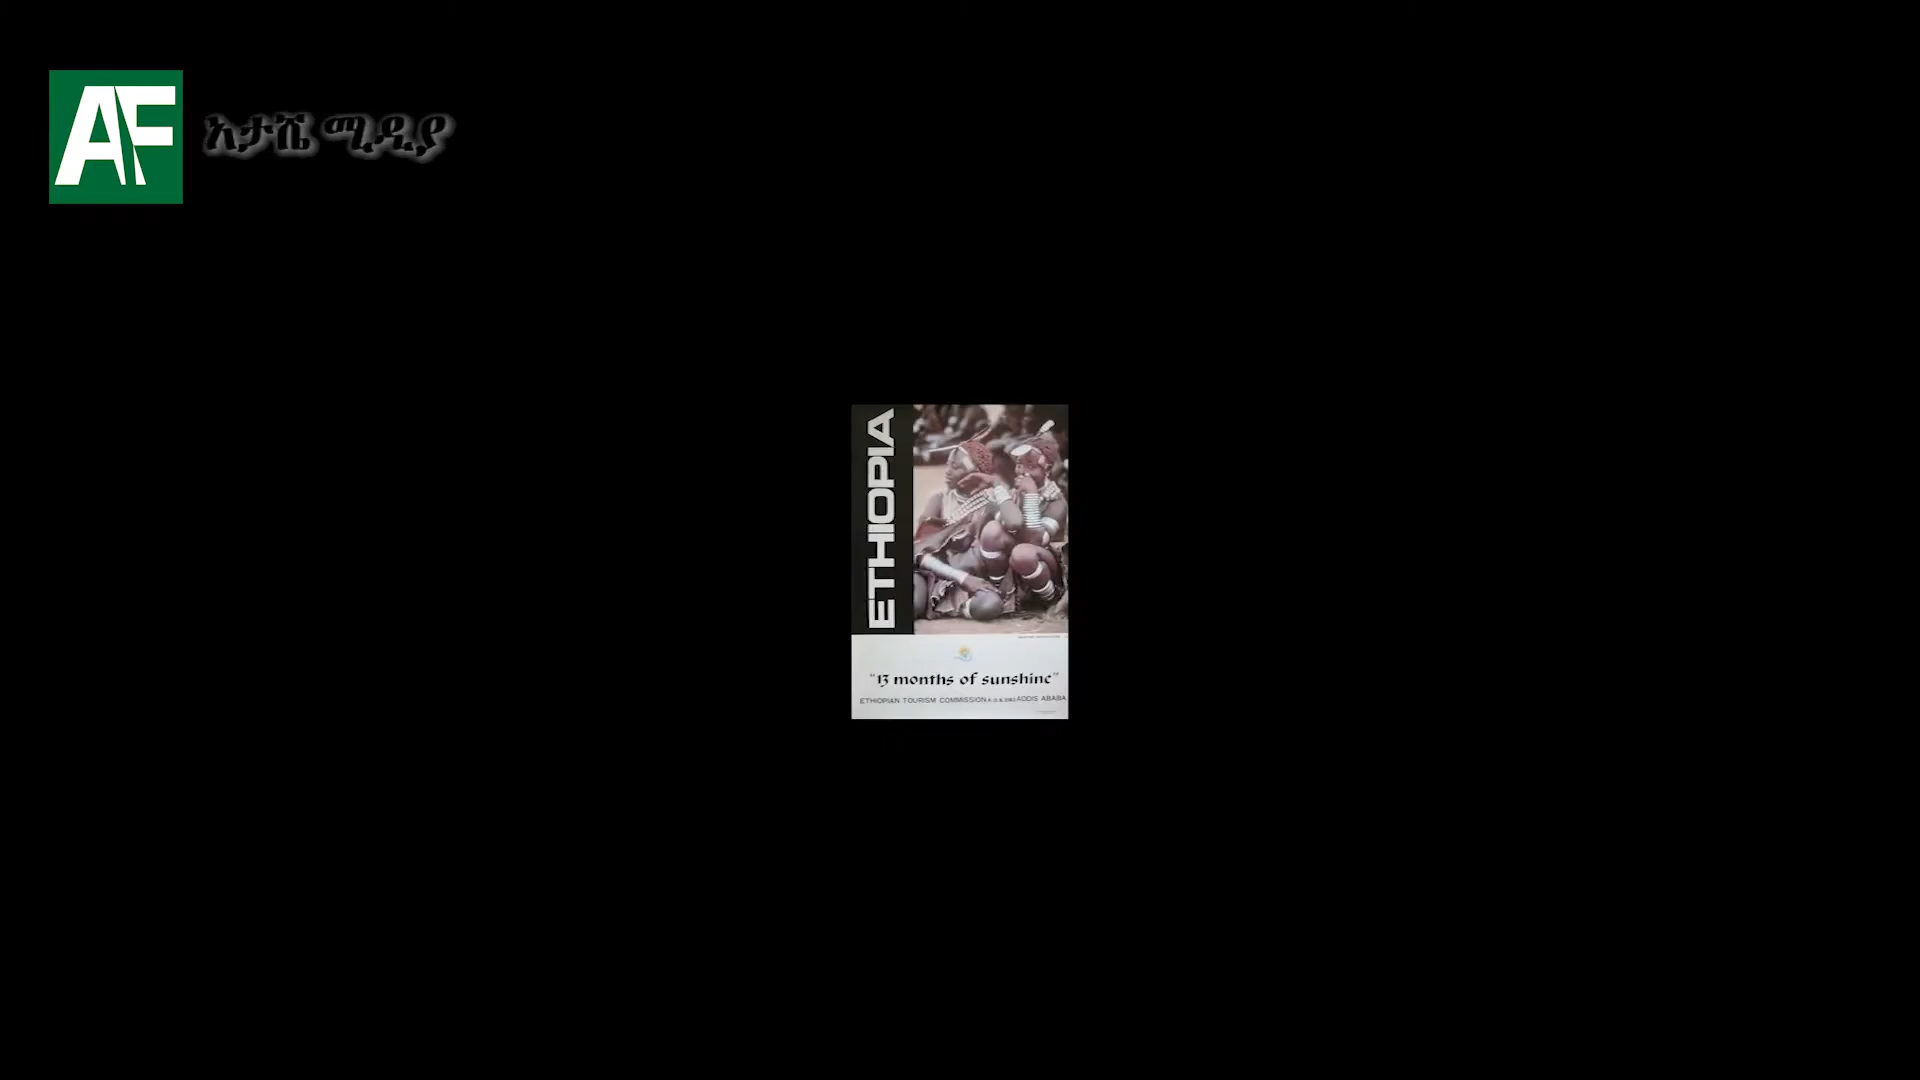 AF
አታሼ ሚዲያ
ETHIOPIA
"13 months of sunshine"
ETHIOPIAN TOURISM COMMISSION ADDIS ABABA